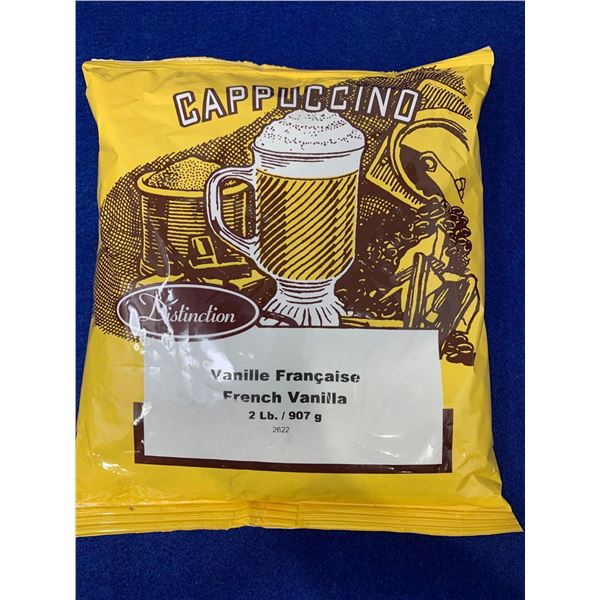 CAPPUCCINO
Distinction
Vanille Française
French Vanilla
2 Lb. / 907 g
2622